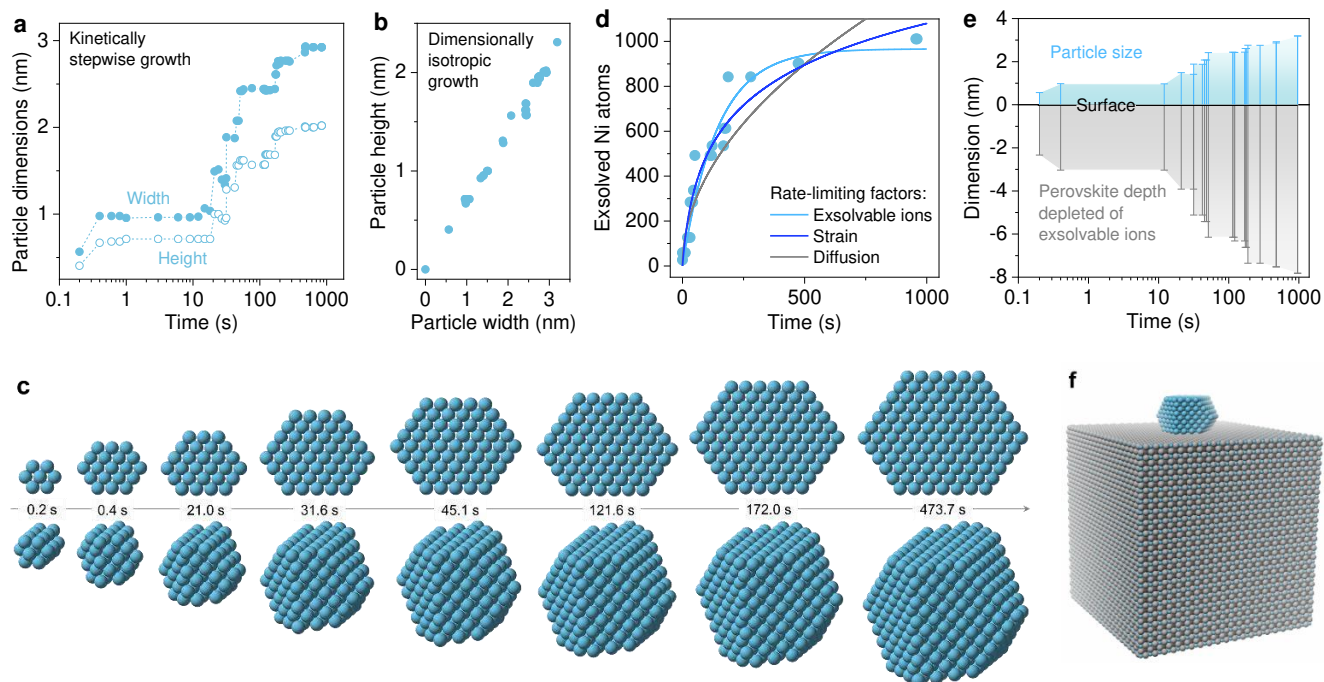 a
Kinetically
stepwise growth
Particle dimensions (nm)
3
2
1
Width
Height
0.1
1
10
100
1000
Time (s)
b
Dimensionally
isotropic growth
Particle height (nm)
2
1
0
0
1
2
3
Particle width (nm)
d
Exsolved Ni atoms
1000
800
600
400
200
0
Rate-limiting factors:
Exsolvable ions
Strain
Diffusion
0
500
1000
Time (s)
e
Dimension (nm)
4
2
0
-2
-4
-6
-8
Particle size
Surface
Perovskite depth
depleted of
exsolvable ions
0.1
1
10
100
1000
Time (s)
c
0.2 s
0.4 s
21.0 s
31.6 s
45.1 s
121.6 s
172.0 s
473.7 s
f